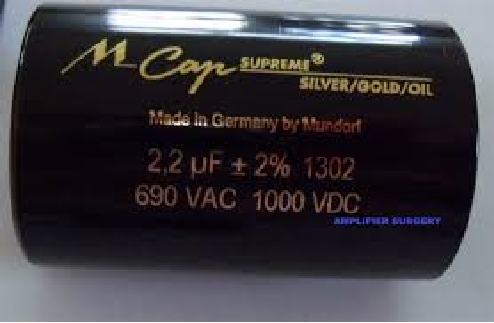 M Cap SUPREME®
SILVER/GOLD/OIL
Made in Germany by Mundorf
2,2 µF ± 2% 1302
690 VAC 1000 VDC
AMPLIFIER SURGERY